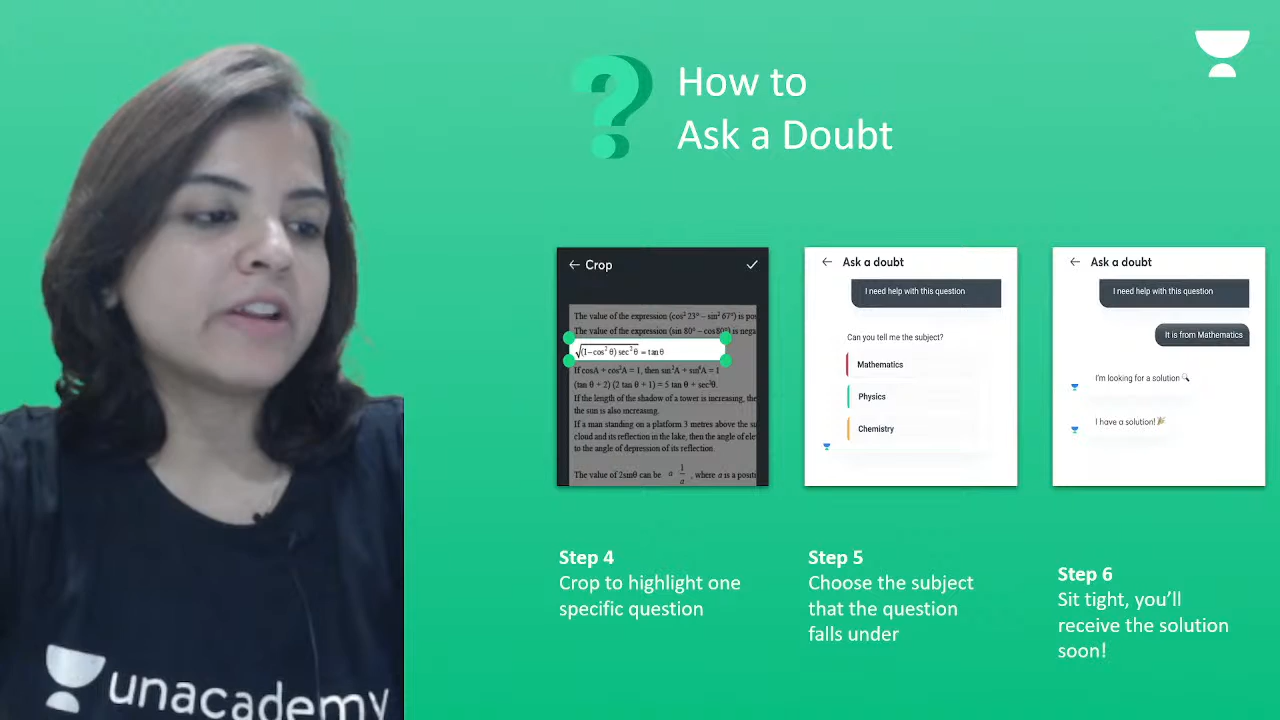 How to
Ask a Doubt
Crop
The value of the expression (cos² 23° – sin² 67°) is pos
The value of the expression (sin 80° – cos 80°) is nega
√(1–cos² θ) sec² θ = tan θ
If cosA + cos²A = 1, then sin²A + sin⁴A = 1
(tan θ + 2) (2 tan θ + 1) = 5 tan θ + sec²θ.
If the length of the shadow of a tower is increasing, the
the sun is also increasing.
If a man standing on a platform 3 metres above the su
cloud and its reflection in the lake, then the angle of ele
to the angle of depression of its reflection.
The value of 2sinθ can be a 1/a , where a is a positi
Ask a doubt
I need help with this question
Can you tell me the subject?
Mathematics
Physics
Chemistry
Ask a doubt
I need help with this question
It is from Mathematics
I'm looking for a solution 🔍
I have a solution! 🎉
Step 4
Crop to highlight one
specific question
Step 5
Choose the subject
that the question
falls under
Step 6
Sit tight, you’ll
receive the solution
soon!
unacademy